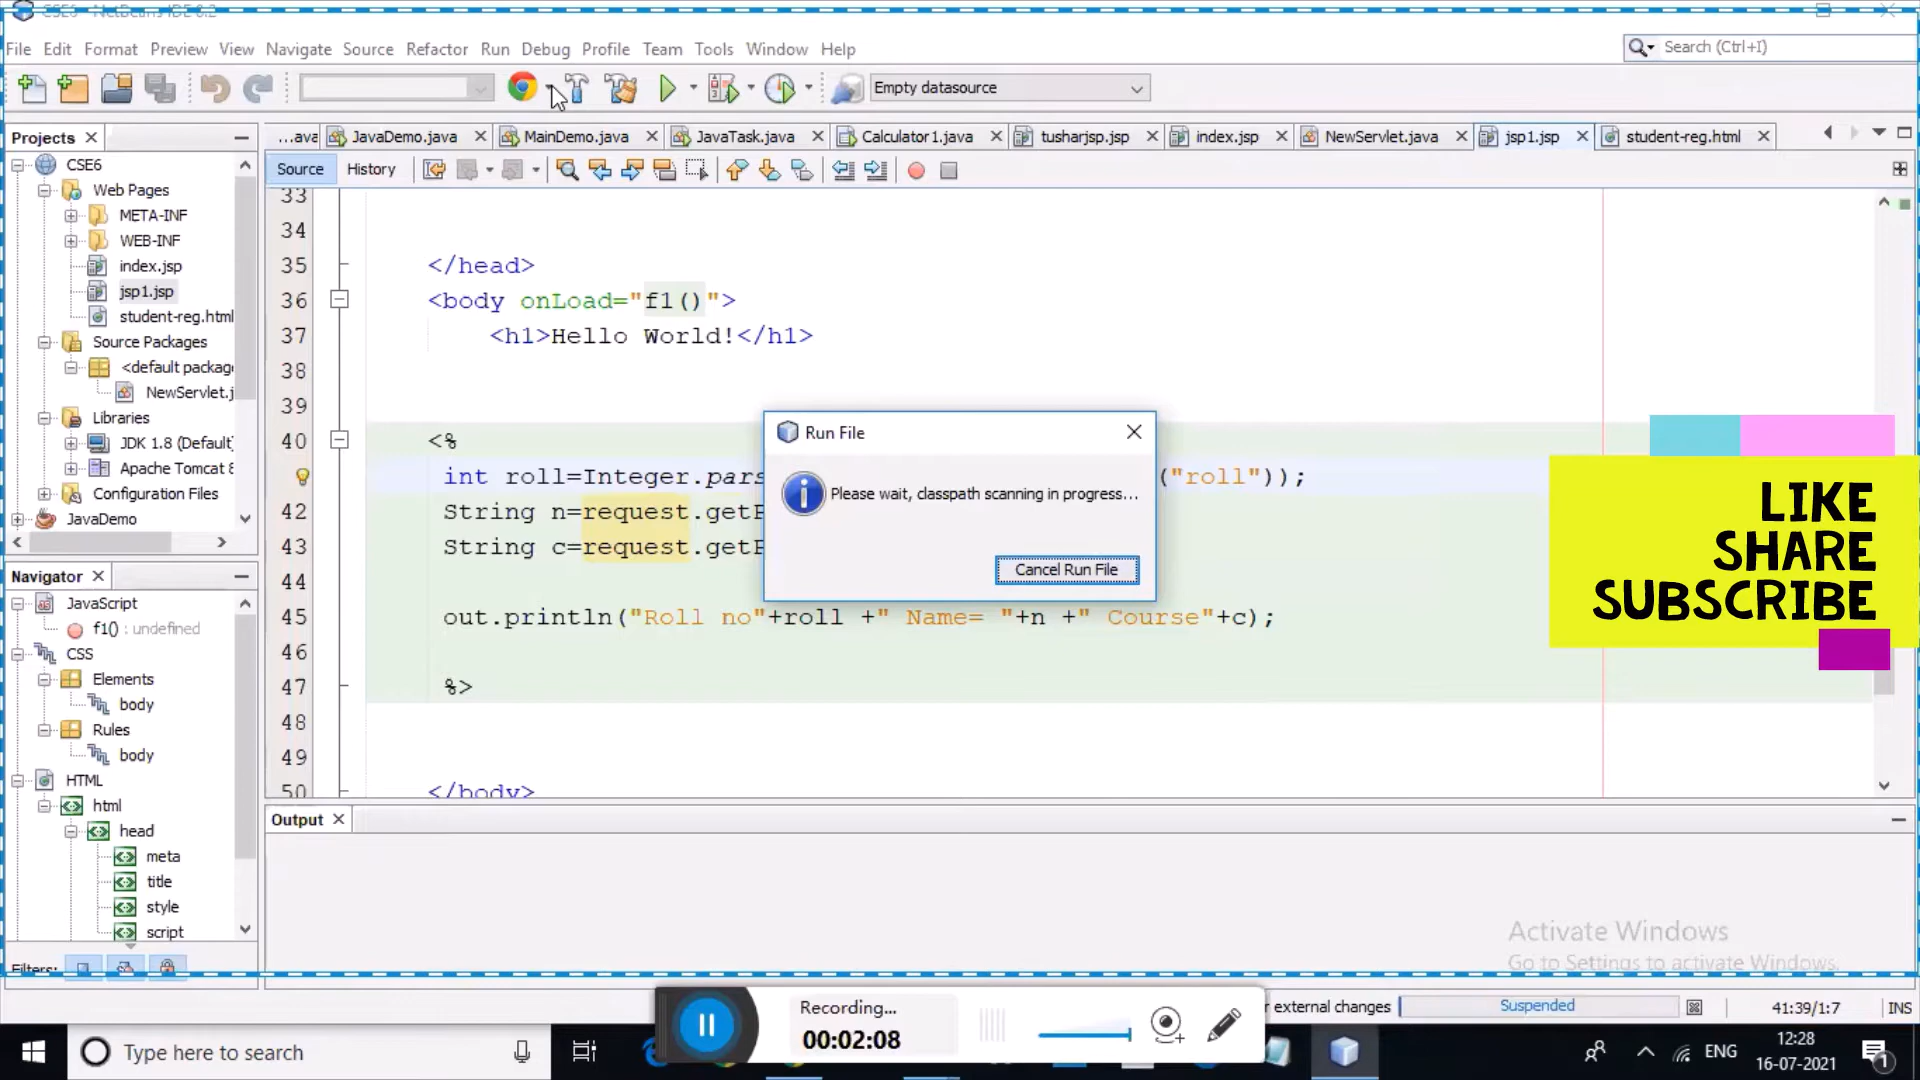 CSE6 - NetBeans IDE 8.2
File Edit Format Preview View Navigate Source Refactor Run Debug Profile Team Tools Window Help
Search (Ctrl+I)
Empty datasource
Projects
...ava JavaDemo.java MainDemo.java JavaTask.java Calculator1.java tusharjsp.jsp index.jsp NewServlet.java jsp1.jsp student-reg.html
Source History
CSE6
Web Pages
META-INF
WEB-INF
index.jsp
jsp1.jsp
student-reg.html
Source Packages
<default packag
NewServlet.j
Libraries
JDK 1.8 (Default)
Apache Tomcat 8
Configuration Files
JavaDemo
Navigator
JavaScript
f1() : undefined
CSS
Elements
body
Rules
body
HTML
html
head
meta
title
style
script
Filters:
33
34
35 </head>
36 <body onLoad="f1()">
37 <h1>Hello World!</h1>
38
39
40 <%
int roll=Integer.pars ("roll"));
42 String n=request.getP
43 String c=request.getP
44
45 out.println("Roll no"+roll +" Name= "+n +" Course"+c);
46
47 %>
48
49
50 </body>
Run File
Please wait, classpath scanning in progress...
Cancel Run File
LIKE
SHARE
SUBSCRIBE
Output
Activate Windows
Go to Settings to activate Windows.
r external changes
Suspended
41:39/1:7
INS
Recording...
00:02:08
Type here to search
ENG
12:28
16-07-2021
1